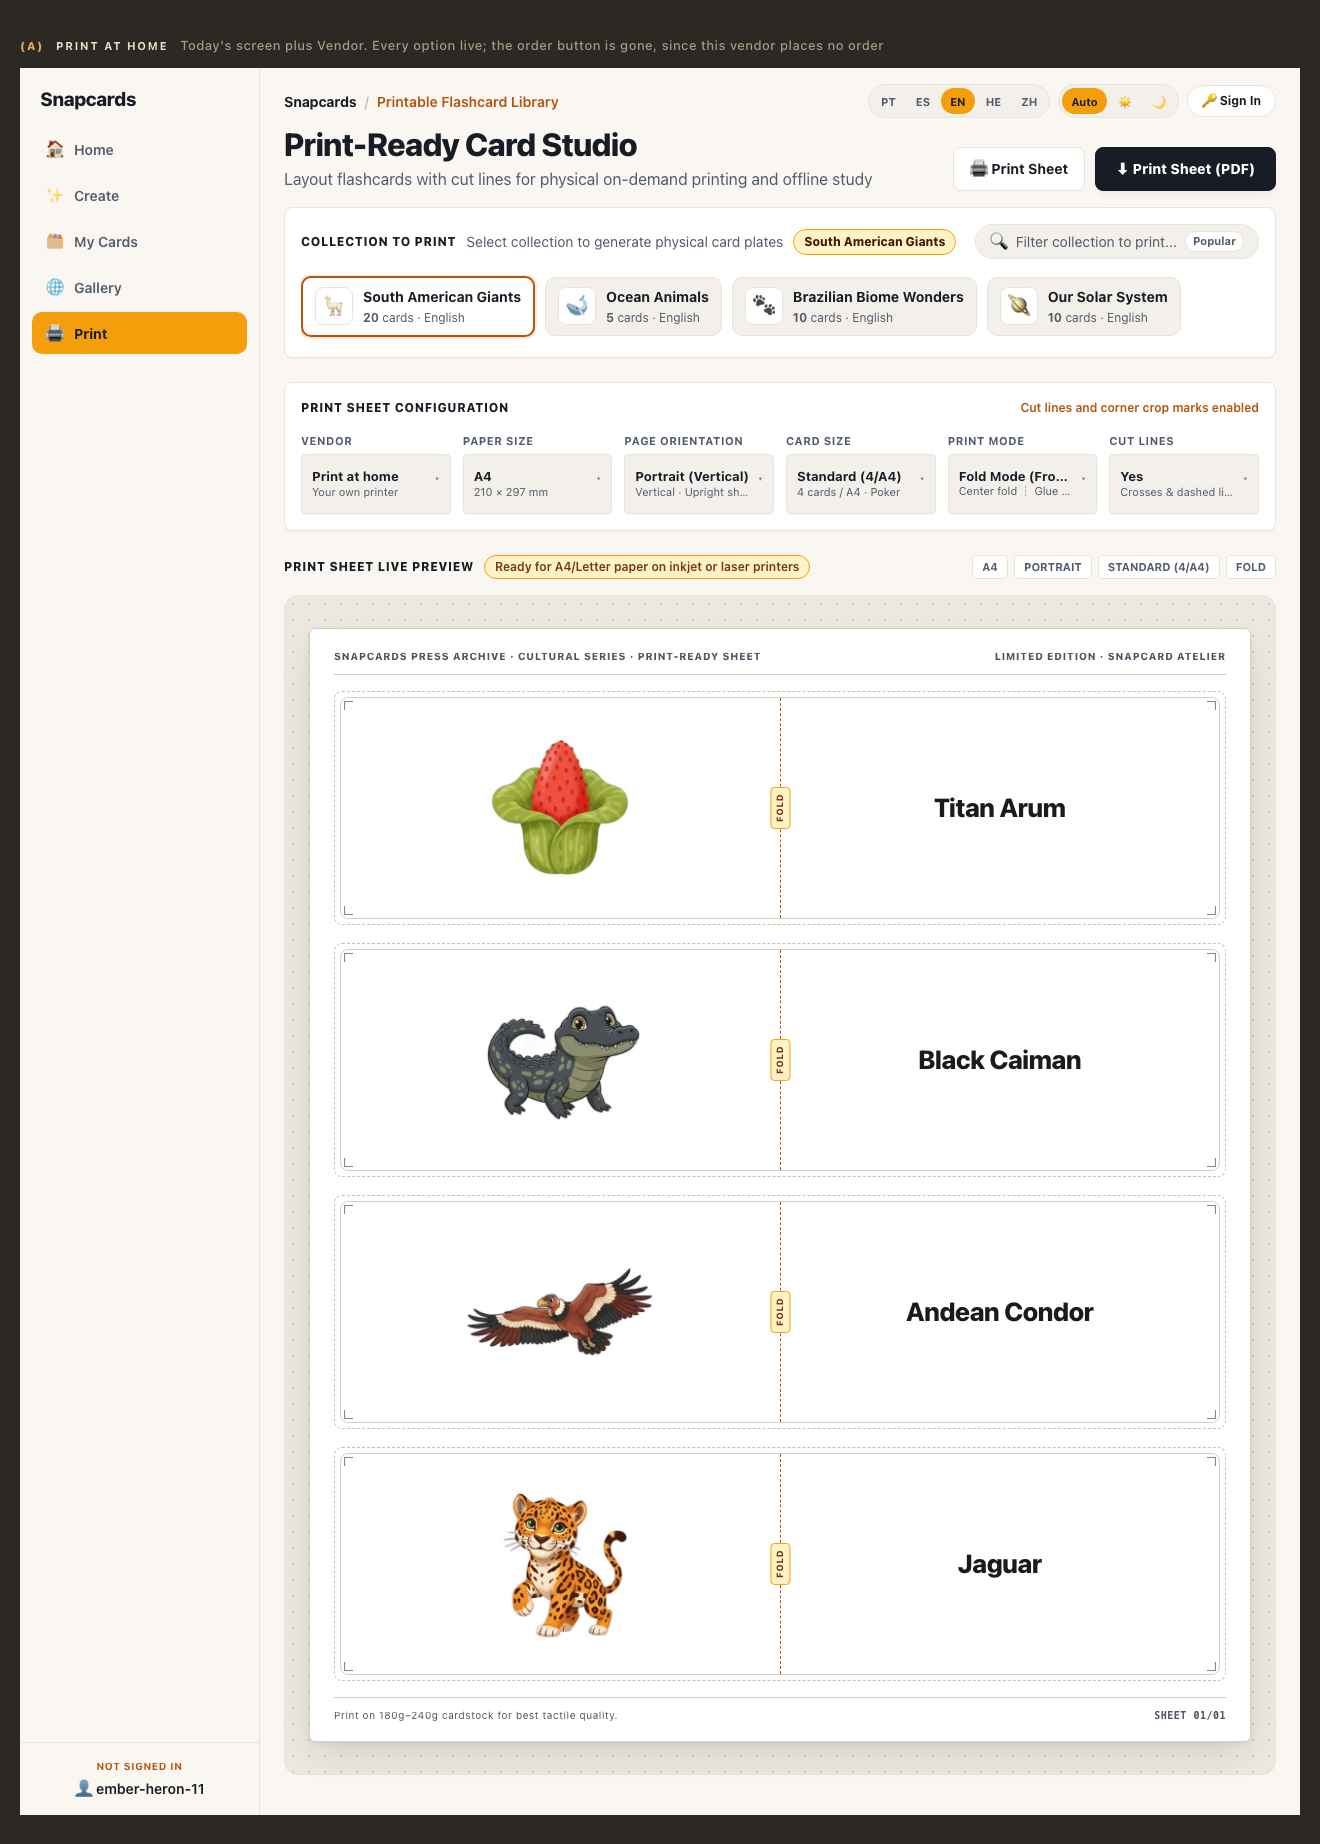 (A) PRINT AT HOME Today's screen plus Vendor. Every option live; the order button is gone, since this vendor places no order
Snapcards
Home
Create
My Cards
Gallery
Print
NOT SIGNED IN
ember-heron-11
Snapcards / Printable Flashcard Library
PT ES EN HE ZH
Auto
Sign In
Print-Ready Card Studio
Layout flashcards with cut lines for physical on-demand printing and offline study
Print Sheet
⬇ Print Sheet (PDF)
COLLECTION TO PRINT Select collection to generate physical card plates South American Giants
Filter collection to print... Popular
South American Giants
20 cards · English
Ocean Animals
5 cards · English
Brazilian Biome Wonders
10 cards · English
Our Solar System
10 cards · English
PRINT SHEET CONFIGURATION
Cut lines and corner crop marks enabled
VENDOR
Print at home
Your own printer
PAPER SIZE
A4
210 × 297 mm
PAGE ORIENTATION
Portrait (Vertical)
Vertical · Upright sh...
CARD SIZE
Standard (4/A4)
4 cards / A4 · Poker
PRINT MODE
Fold Mode (Fro...
Center fold ⋮ Glue ...
CUT LINES
Yes
Crosses & dashed li...
PRINT SHEET LIVE PREVIEW Ready for A4/Letter paper on inkjet or laser printers
A4 PORTRAIT STANDARD (4/A4) FOLD
SNAPCARDS PRESS ARCHIVE · CULTURAL SERIES · PRINT-READY SHEET
LIMITED EDITION · SNAPCARD ATELIER
FOLD
Titan Arum
FOLD
Black Caiman
FOLD
Andean Condor
FOLD
Jaguar
Print on 180g–240g cardstock for best tactile quality.
SHEET 01/01